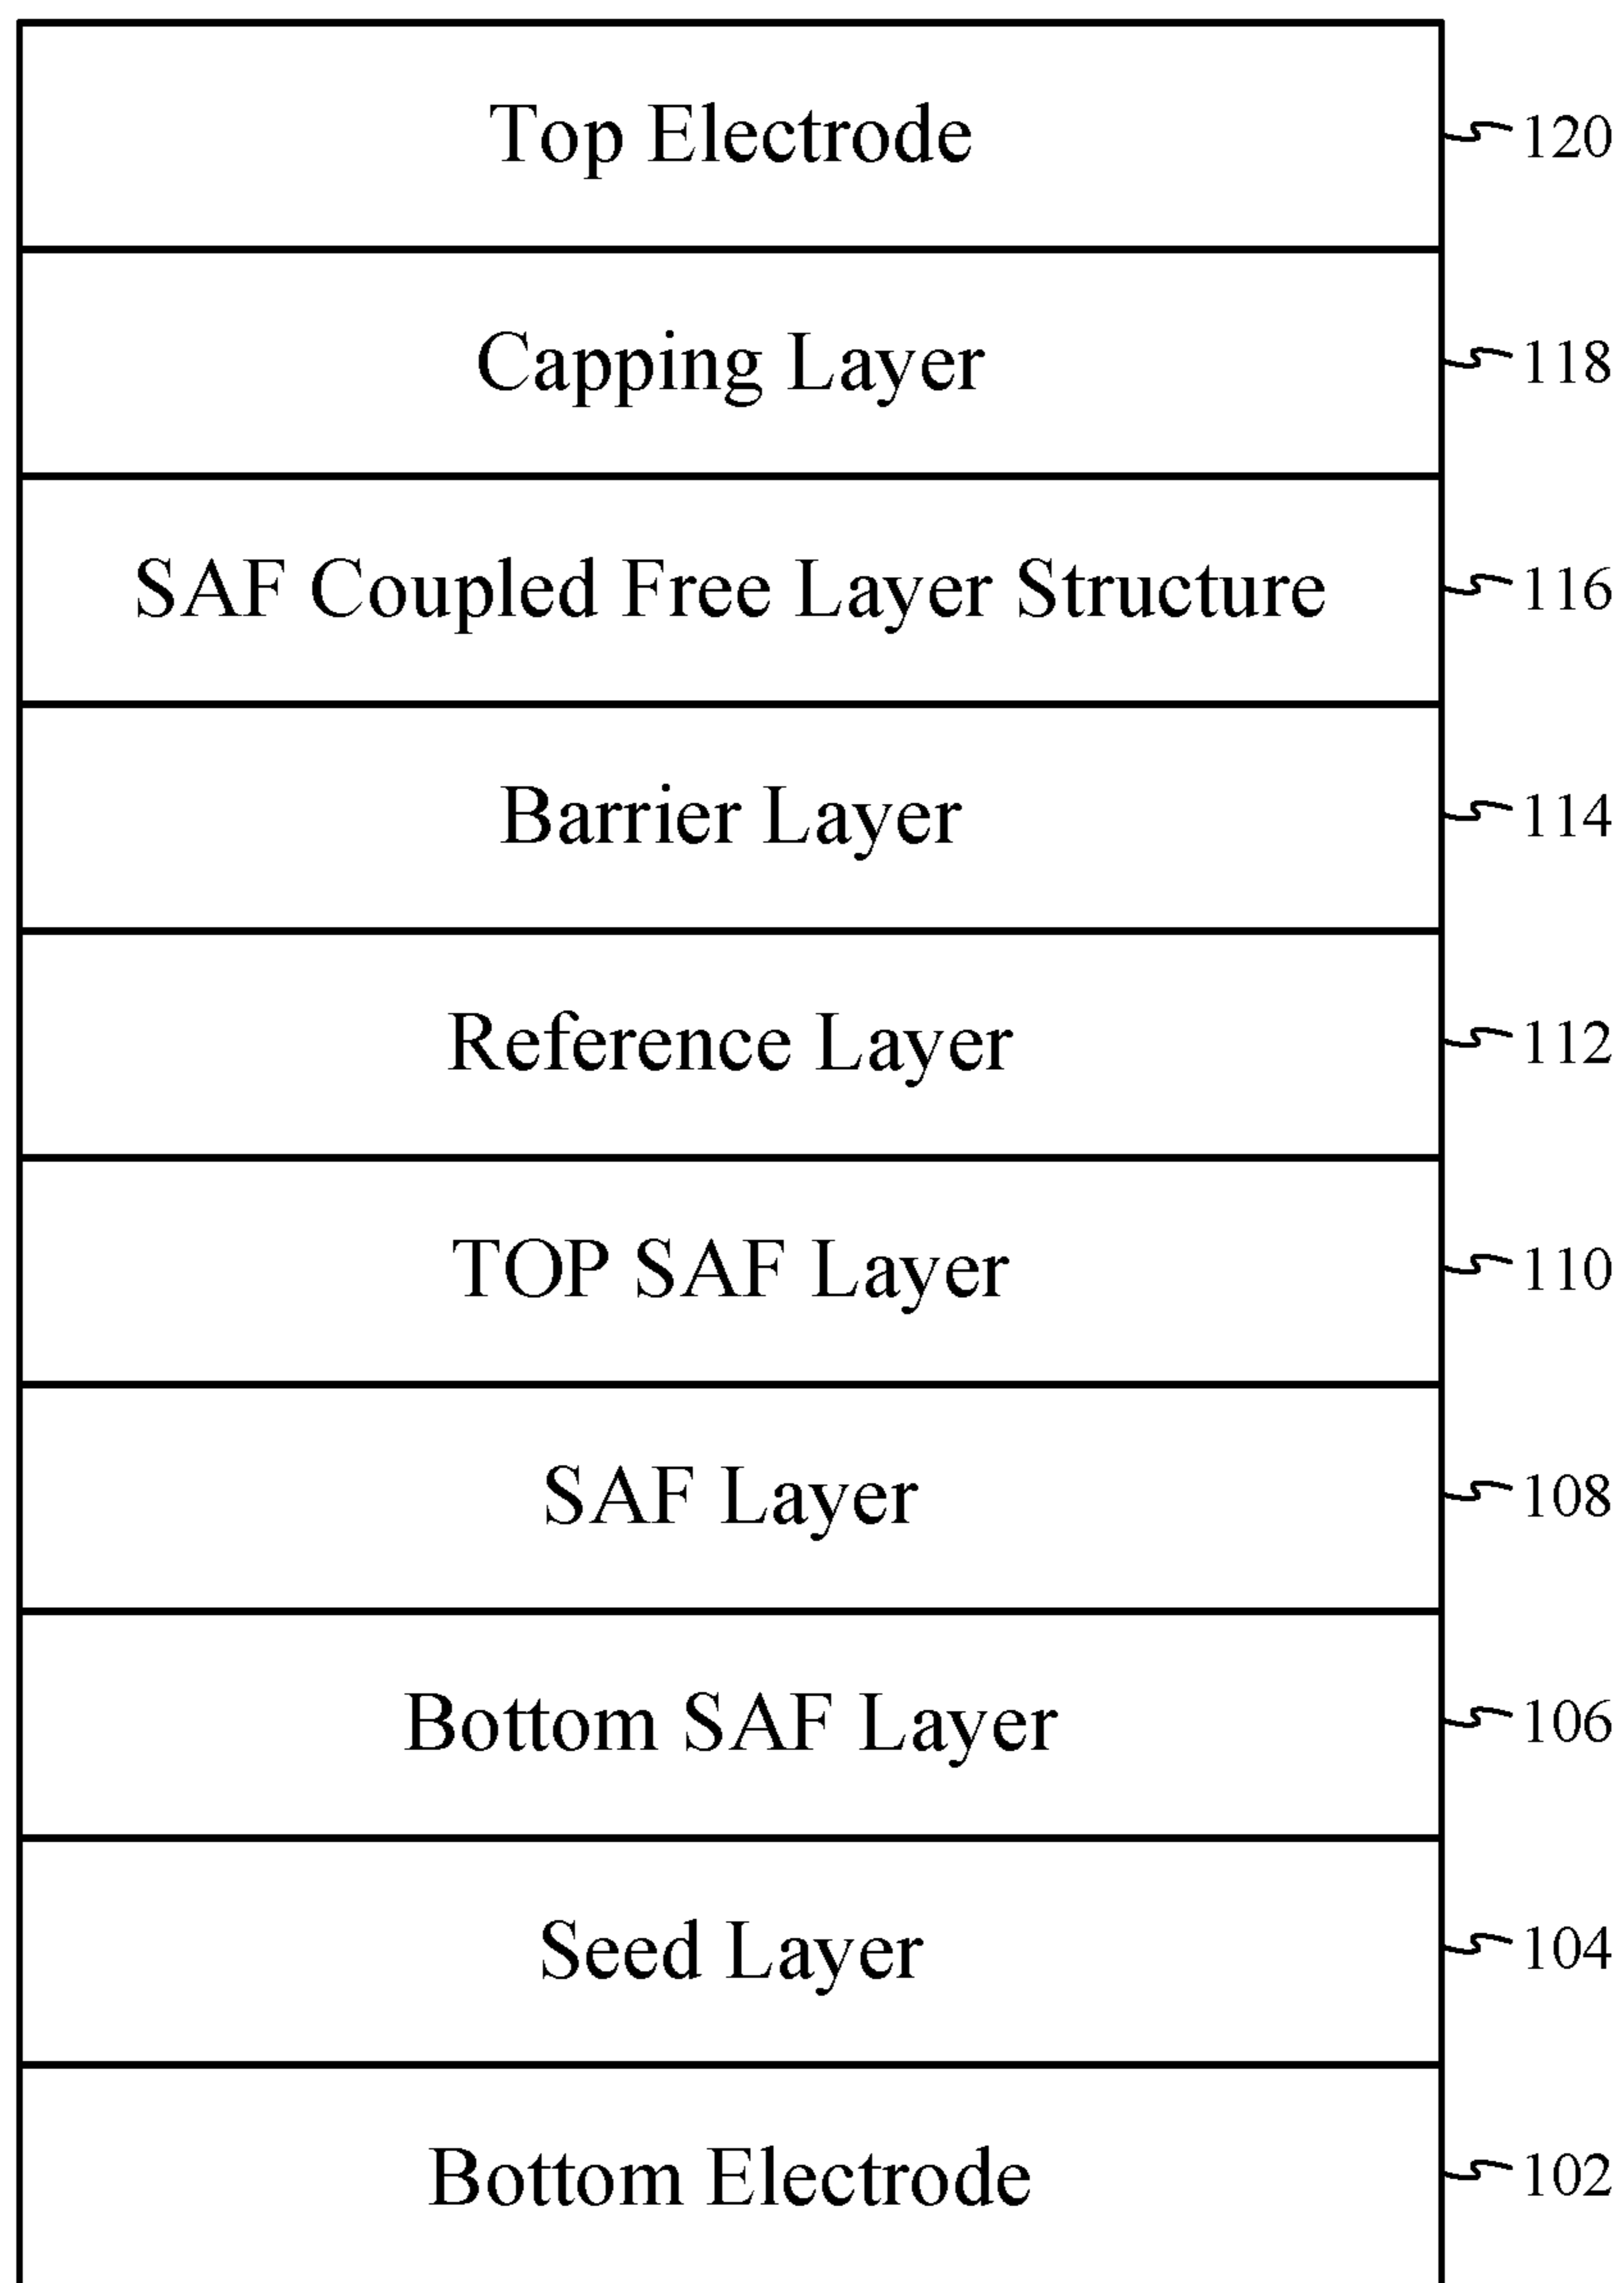 Top Electrode 120
Capping Layer 118
SAF Coupled Free Layer Structure 116
Barrier Layer 114
Reference Layer 112
TOP SAF Layer 110
SAF Layer 108
Bottom SAF Layer 106
Seed Layer 104
Bottom Electrode 102